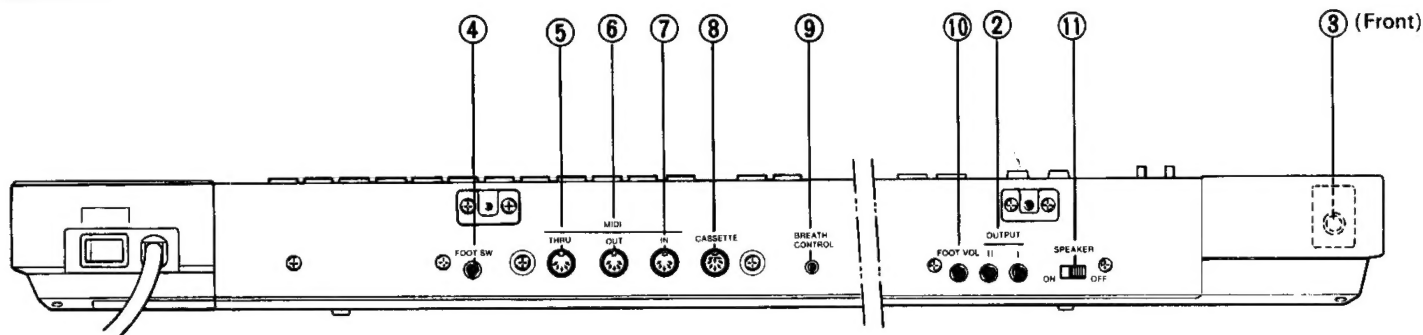 ④ ⑤ ⑥ ⑦ ⑧ ⑨ ⑩ ② ⑪ ③ (Front)
MIDI
FOOT SW THRU OUT IN CASSETTE
BREATH
CONTROL
OUTPUT
FOOT VOL II I
SPEAKER
ON OFF